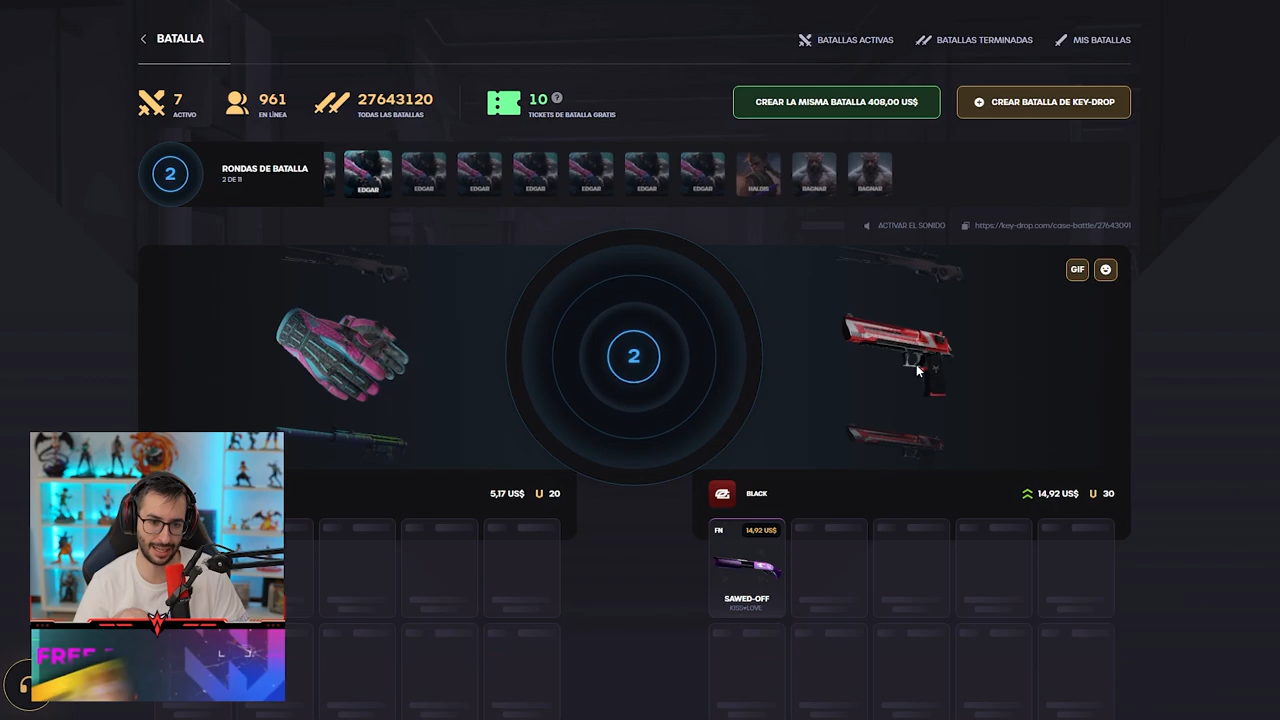 BATALLA
BATALLAS ACTIVAS
BATALLAS TERMINADAS
MIS BATALLAS
7
ACTIVO
961
EN LÍNEA
27643120
TODAS LAS BATALLAS
10 ?
TICKETS DE BATALLA GRATIS
CREAR LA MISMA BATALLA 408,00 US$
CREAR BATALLA DE KEY-DROP
2
RONDAS DE BATALLA
2 DE 11
EDGAR
EDGAR
EDGAR
EDGAR
EDGAR
EDGAR
EDGAR
HALDIS
RAGNAR
RAGNAR
ACTIVAR EL SONIDO
https://key-drop.com/case-battle/27643091
GIF
2
5,17 US$
20
BLACK
14,92 US$
30
FN
14,92 US$
SAWED-OFF
KISS♥LOVE
FREE